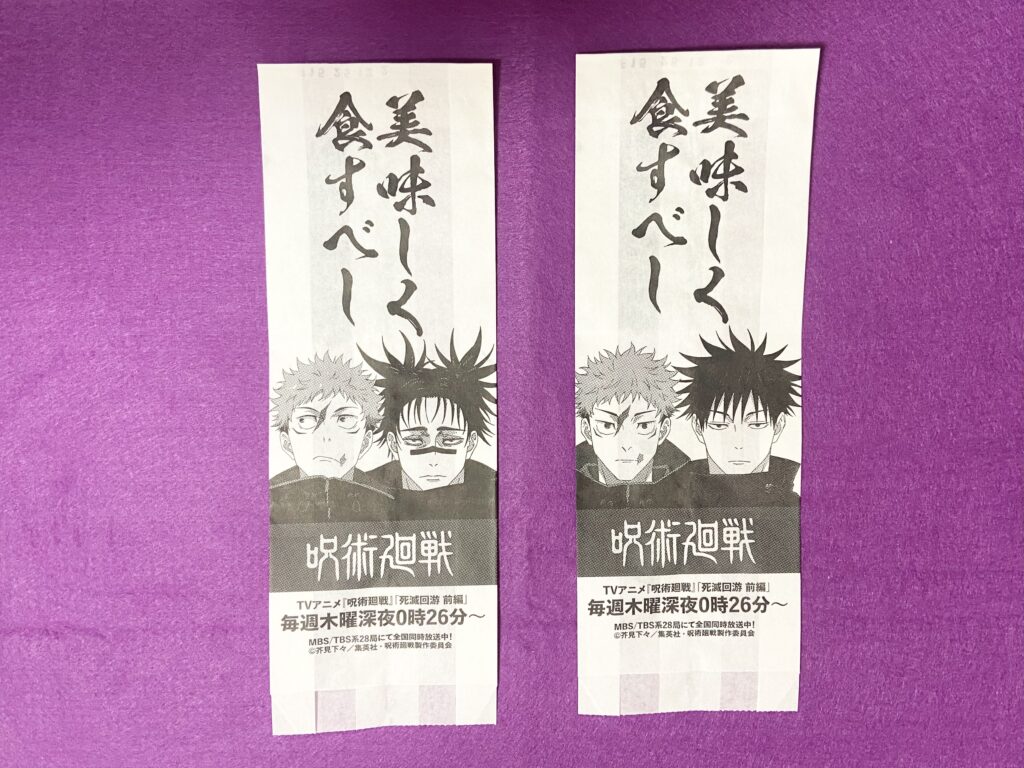 美味しく
食すべし
呪術廻戦
TVアニメ『呪術廻戦』「死滅回游 前編」
毎週木曜深夜0時26分～
MBS/TBS系28局にて全国同時放送中!
©芥見下々／集英社・呪術廻戦製作委員会
美味しく
食すべし
呪術廻戦
TVアニメ『呪術廻戦』「死滅回游 前編」
毎週木曜深夜0時26分～
MBS/TBS系28局にて全国同時放送中!
©芥見下々／集英社・呪術廻戦製作委員会